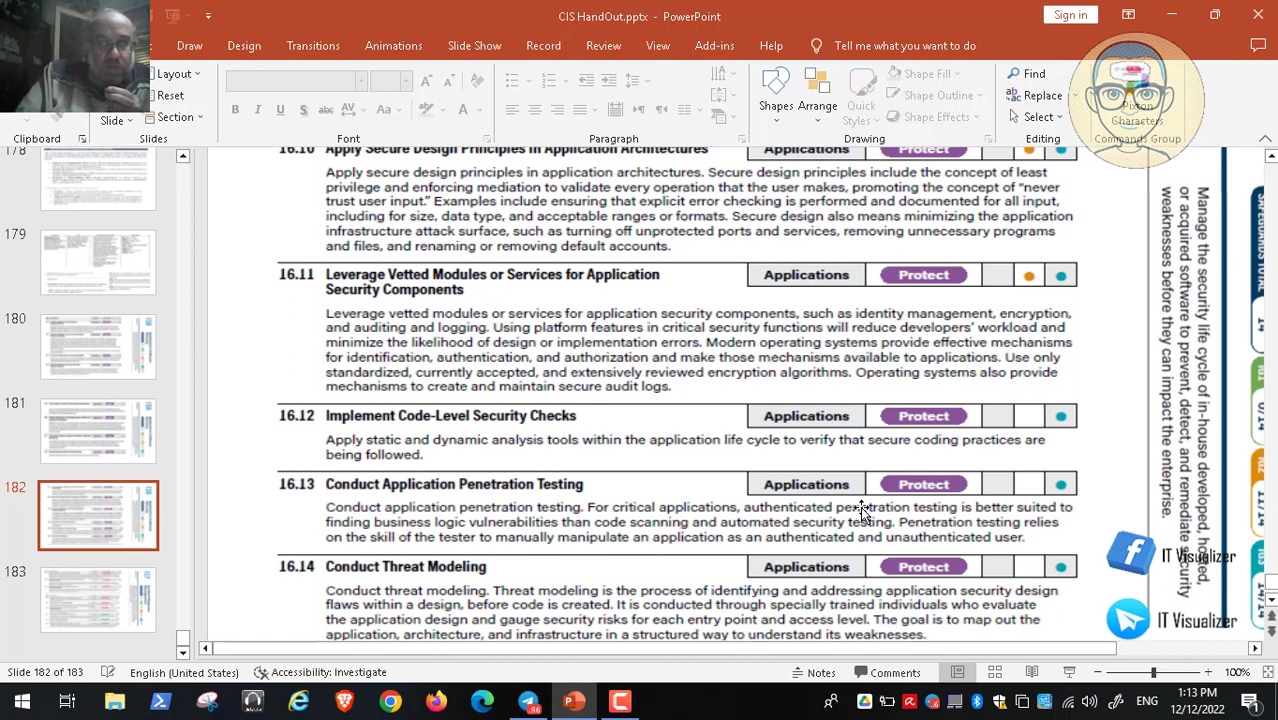 CIS HandOut.pptx - PowerPoint
Sign in
Draw Design Transitions Animations Slide Show Record Review View Add-ins Help Tell me what you want to do
Layout
Reset
Slide
Section
B I U S abc AV Aa A
Shapes Arrange Quick Styles
Shape Fill
Shape Outline
Shape Effects
Find
Replace
Select
Pixton
Characters
Clipboard Slides Font Paragraph Drawing Editing Commands Group
178
179
180
181
182
183
16.10 Apply Secure Design Principles in Application Architectures Applications Protect
Apply secure design principles in application architectures. Secure design principles include the concept of least
privilege and enforcing mediation to validate every operation that the user makes, promoting the concept of “never
trust user input.” Examples include ensuring that explicit error checking is performed and documented for all input,
including for size, data type, and acceptable ranges or formats. Secure design also means minimizing the application
infrastructure attack surface, such as turning off unprotected ports and services, removing unnecessary programs
and files, and renaming or removing default accounts.
16.11 Leverage Vetted Modules or Services for Application Applications Protect
Security Components
Leverage vetted modules or services for application security components, such as identity management, encryption,
and auditing and logging. Using platform features in critical security functions will reduce developers’ workload and
minimize the likelihood of design or implementation errors. Modern operating systems provide effective mechanisms
for identification, authentication, and authorization and make those mechanisms available to applications. Use only
standardized, currently accepted, and extensively reviewed encryption algorithms. Operating systems also provide
mechanisms to create and maintain secure audit logs.
16.12 Implement Code-Level Security Checks Applications Protect
Apply static and dynamic analysis tools within the application life cycle to verify that secure coding practices are
being followed.
16.13 Conduct Application Penetration Testing Applications Protect
Conduct application penetration testing. For critical applications, authenticated penetration testing is better suited to
finding business logic vulnerabilities than code scanning and automated security testing. Penetration testing relies
on the skill of the tester to manually manipulate an application as an authenticated and unauthenticated user.
16.14 Conduct Threat Modeling Applications Protect
Conduct threat modeling. Threat modeling is the process of identifying and addressing application security design
flaws within a design, before code is created. It is conducted through specially trained individuals who evaluate
the application design and gauge security risks for each entry point and access level. The goal is to map out the
application, architecture, and infrastructure in a structured way to understand its weaknesses.
Manage the security life cycle of in-house developed, hosted,
or acquired software to prevent, detect, and remediate security
weaknesses before they can impact the enterprise.
IT Visualizer
IT Visualizer
Slide 182 of 183 English (United States) Accessibility: Investigate Notes Comments 100%
96
ENG
1:13 PM
12/12/2022